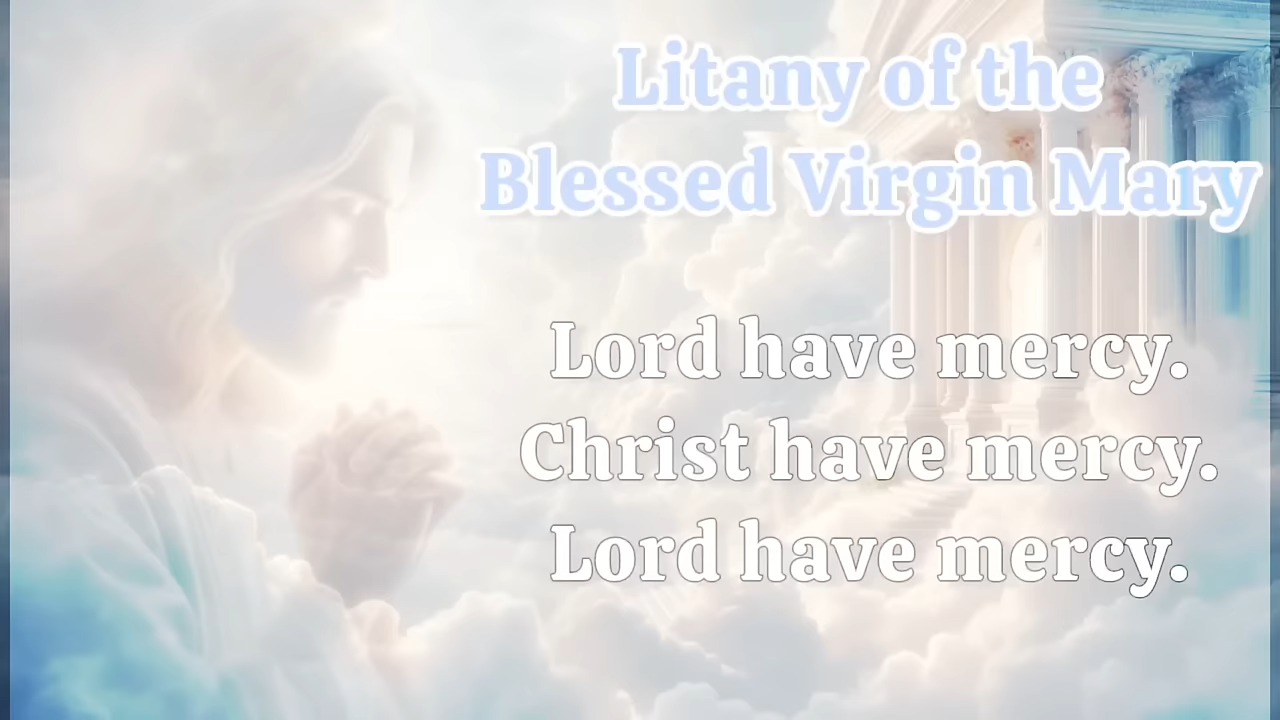 Litany of the
Blessed Virgin Mary
Lord have mercy.
Christ have mercy.
Lord have mercy.